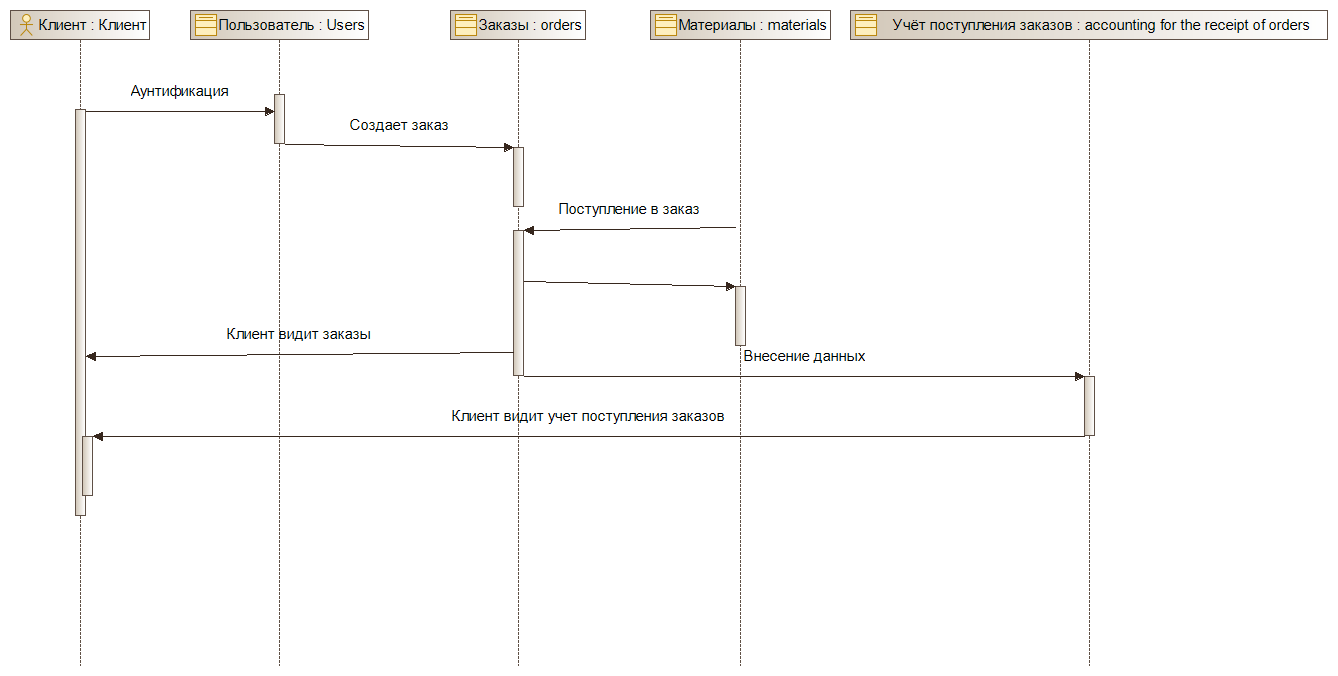 Клиент : Клиент
Пользователь : Users
Заказы : orders
Материалы : materials
Учёт поступления заказов : accounting for the receipt of orders
Аунтификация
Создает заказ
Поступление в заказ
Клиент видит заказы
Внесение данных
Клиент видит учет поступления заказов